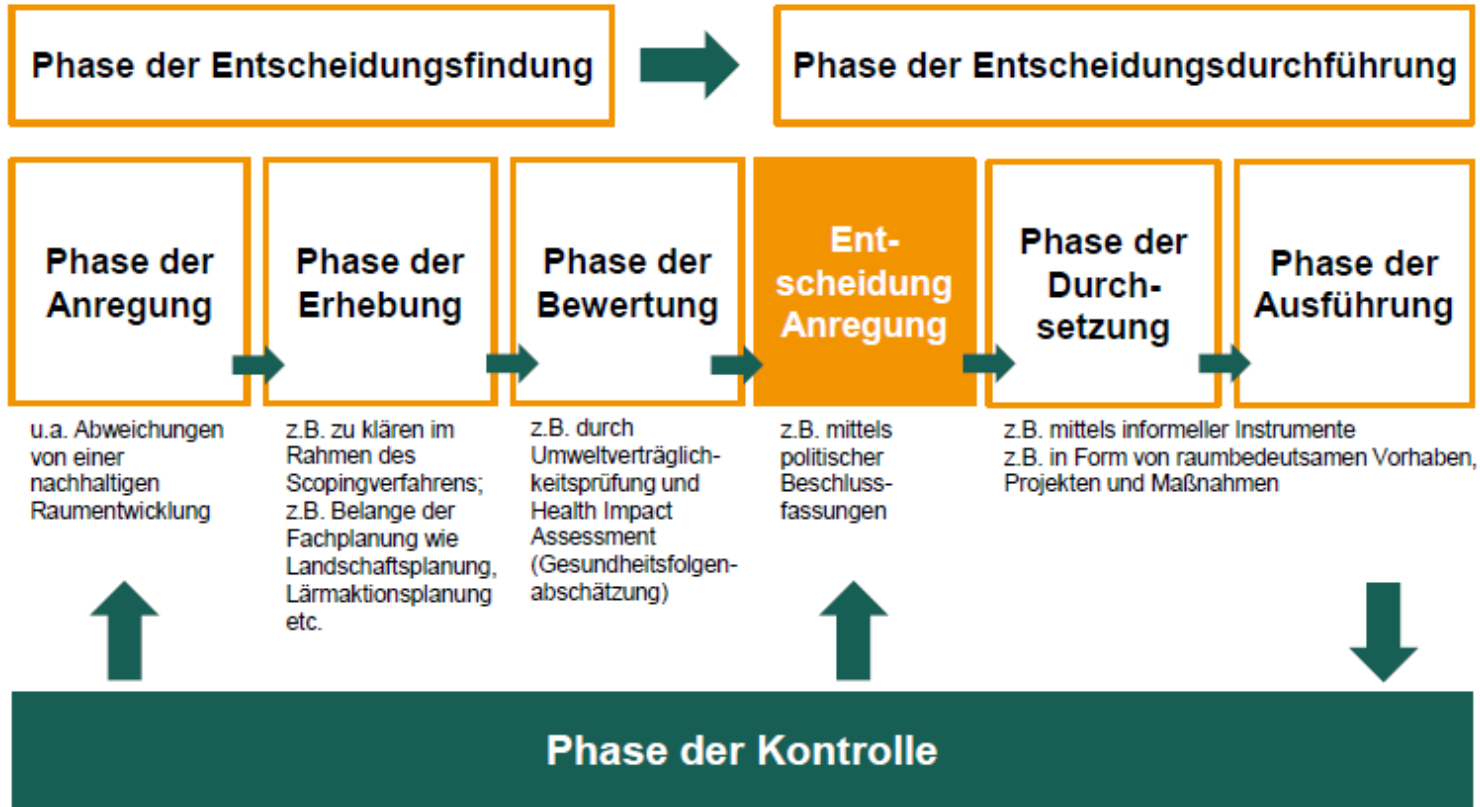 Phase der Entscheidungsfindung
Phase der Entscheidungsdurchführung
Phase der
Anregung
Phase der
Erhebung
Phase der
Bewertung
Ent-
scheidung
Anregung
Phase der
Durch-
setzung
Phase der
Ausführung
u.a. Abweichungen
von einer
nachhaltigen
Raumentwicklung
z.B. zu klären im
Rahmen des
Scopingverfahrens;
z.B. Belange der
Fachplanung wie
Landschaftsplanung,
Lärmaktionsplanung
etc.
z.B. durch
Umweltverträglich-
keitsprüfung und
Health Impact
Assessment
(Gesundheitsfolgen-
abschätzung)
z.B. mittels
politischer
Beschluss-
fassungen
z.B. mittels informeller Instrumente
z.B. in Form von raumbedeutsamen Vorhaben,
Projekten und Maßnahmen
Phase der Kontrolle